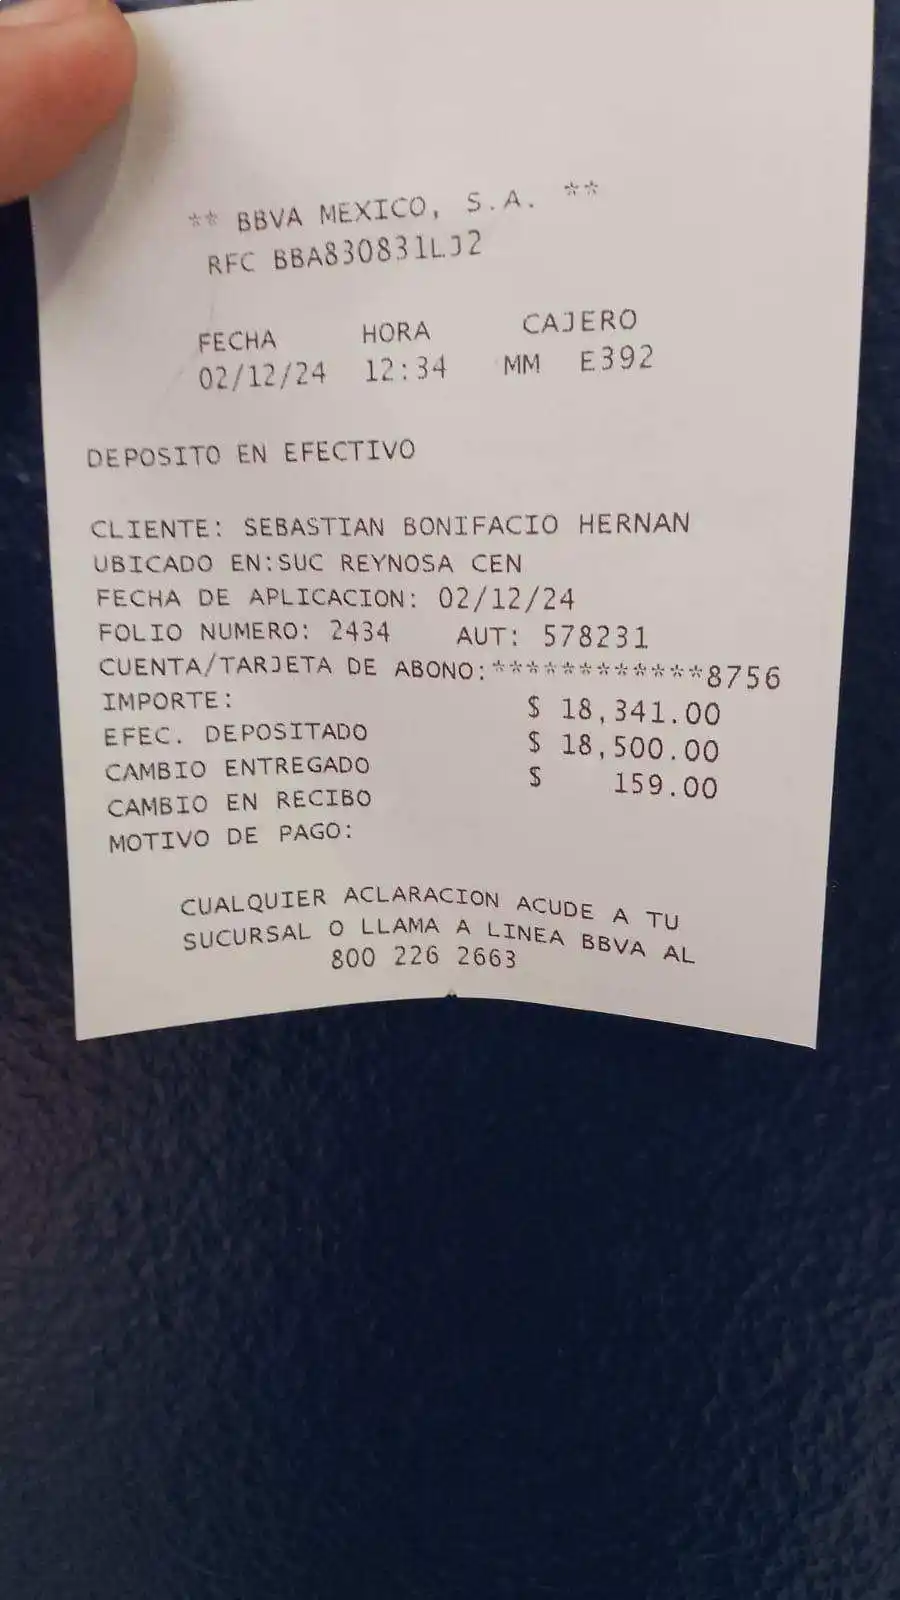 ** BBVA MEXICO, S.A. **
RFC BBA830831LJ2
FECHA HORA CAJERO
02/12/24 12:34 MM E392
DEPOSITO EN EFECTIVO
CLIENTE: SEBASTIAN BONIFACIO HERNAN
UBICADO EN:SUC REYNOSA CEN
FECHA DE APLICACION: 02/12/24
FOLIO NUMERO: 2434 AUT: 578231
CUENTA/TARJETA DE ABONO:************8756
IMPORTE: $ 18,341.00
EFEC. DEPOSITADO $ 18,500.00
CAMBIO ENTREGADO $ 159.00
CAMBIO EN RECIBO
MOTIVO DE PAGO:
CUALQUIER ACLARACION ACUDE A TU
SUCURSAL O LLAMA A LINEA BBVA AL
800 226 2663